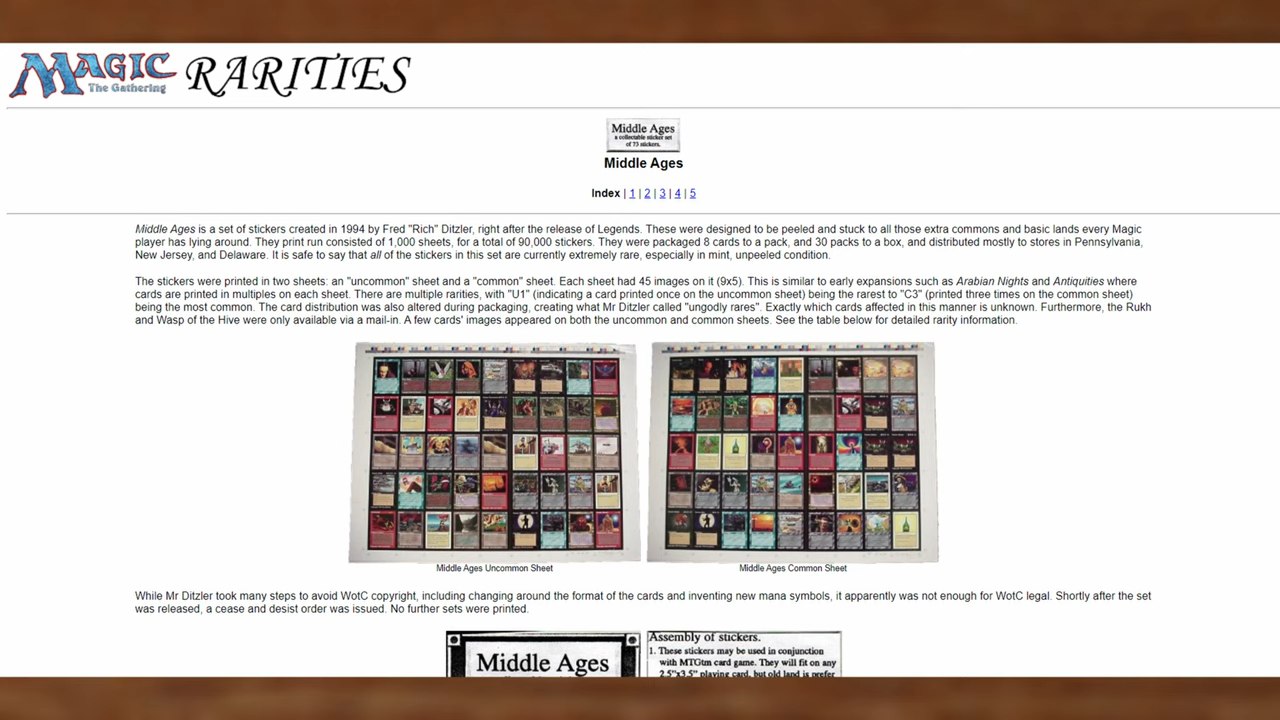 MAGIC RARITIES
The Gathering
Middle Ages
a collectable sticker set
of 73 stickers.
Middle Ages
Index | 1 | 2 | 3 | 4 | 5
Middle Ages is a set of stickers created in 1994 by Fred "Rich" Ditzler, right after the release of Legends. These were designed to be peeled and stuck to all those extra commons and basic lands every Magic
player has lying around. They print run consisted of 1,000 sheets, for a total of 90,000 stickers. They were packaged 8 cards to a pack, and 30 packs to a box, and distributed mostly to stores in Pennsylvania,
New Jersey, and Delaware. It is safe to say that all of the stickers in this set are currently extremely rare, especially in mint, unpeeled condition.
The stickers were printed in two sheets: an "uncommon" sheet and a "common" sheet. Each sheet had 45 images on it (9x5). This is similar to early expansions such as Arabian Nights and Antiquities where
cards are printed in multiples on each sheet. There are multiple rarities, with "U1" (indicating a card printed once on the uncommon sheet) being the rarest to "C3" (printed three times on the common sheet)
being the most common. The card distribution was also altered during packaging, creating what Mr Ditzler called "ungodly rares". Exactly which cards affected in this manner is unknown. Furthermore, the Rukh
and Wasp of the Hive were only available via a mail-in. A few cards' images appeared on both the uncommon and common sheets. See the table below for detailed rarity information.
Middle Ages Uncommon Sheet
Middle Ages Common Sheet
While Mr Ditzler took many steps to avoid WotC copyright, including changing around the format of the cards and inventing new mana symbols, it apparently was not enough for WotC legal. Shortly after the set
was released, a cease and desist order was issued. No further sets were printed.
Middle Ages
Assembly of stickers.
1. These stickers may be used in conjunction
with MTGtm card game. They will fit on any
2.5"x3.5" playing card, but old land is prefer